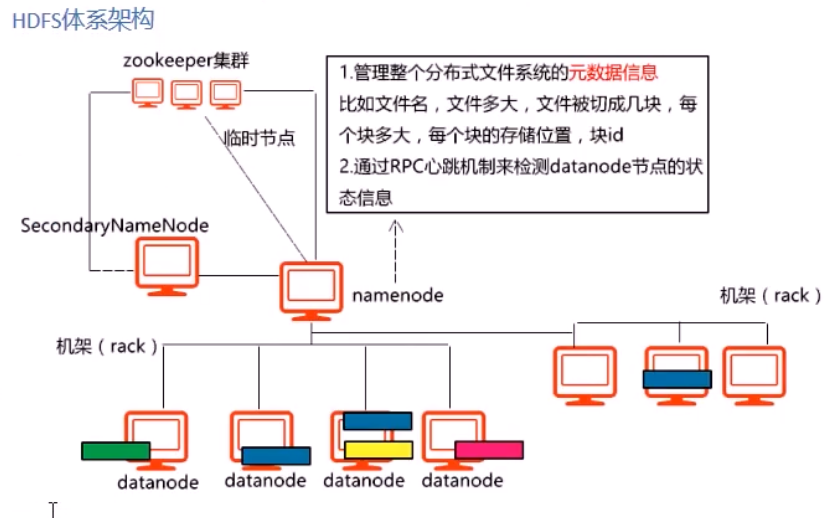 HDFS体系架构
zookeeper集群
1.管理整个分布式文件系统的元数据信息
比如文件名，文件多大，文件被切成几块，每
个块多大，每个块的存储位置，块id
2.通过RPC心跳机制来检测datanode节点的状
态信息
临时节点
SecondaryNameNode
namenode
机架（rack）
机架（rack）
datanode
datanode
datanode
datanode